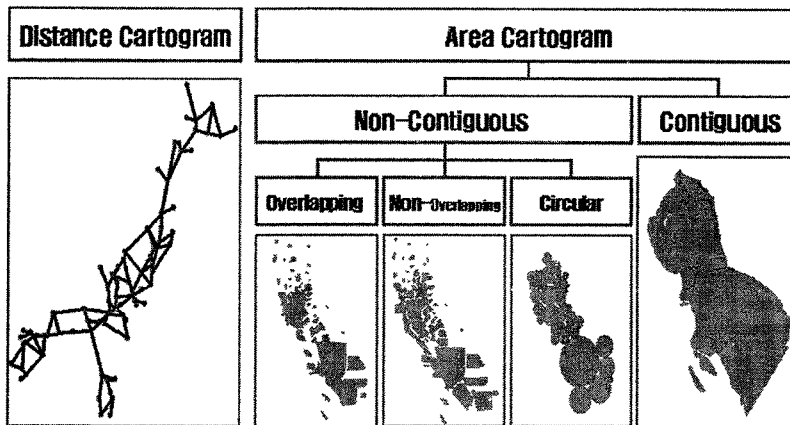 Distance Cartogram
Area Cartogram
Non-Contiguous
Contiguous
Overlapping
Non-Overlapping
Circular